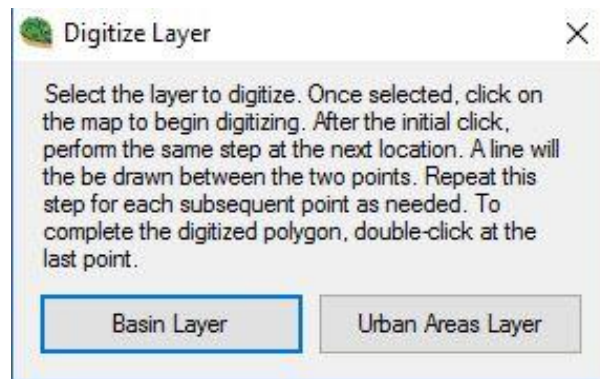 Digitize Layer
Select the layer to digitize. Once selected, click on
the map to begin digitizing. After the initial click,
perform the same step at the next location. A line will
the be drawn between the two points. Repeat this
step for each subsequent point as needed. To
complete the digitized polygon, double-click at the
last point.
Basin Layer
Urban Areas Layer